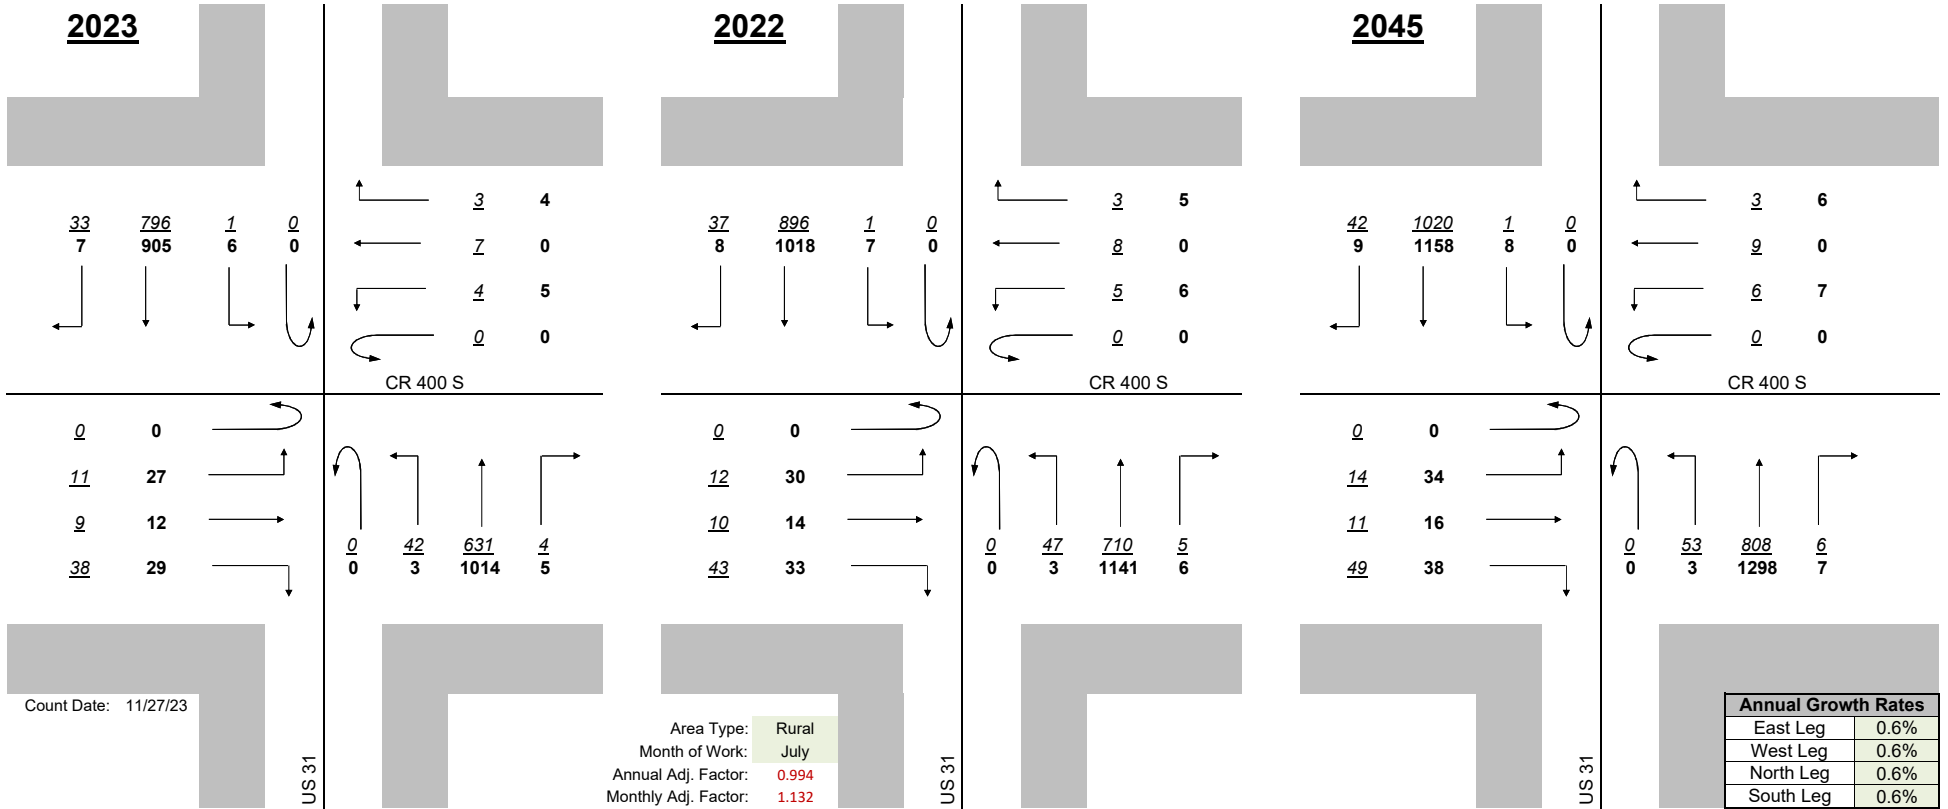 2023
33 796 1 0
7 905 6 0
3 4
7 0
4 5
0 0
CR 400 S
0 0
11 27
9 12
38 29
0 42 631 4
0 3 1014 5
Count Date: 11/27/23
US 31
2022
37 896 1 0
8 1018 7 0
3 5
8 0
5 6
0 0
CR 400 S
0 0
12 30
10 14
43 33
0 47 710 5
0 3 1141 6
Area Type: Rural
Month of Work: July
Annual Adj. Factor: 0.994
Monthly Adj. Factor: 1.132
US 31
2045
42 1020 1 0
9 1158 8 0
3 6
9 0
6 7
0 0
CR 400 S
0 0
14 34
11 16
49 38
0 53 808 6
0 3 1298 7
US 31
Annual Growth Rates
East Leg 0.6%
West Leg 0.6%
North Leg 0.6%
South Leg 0.6%